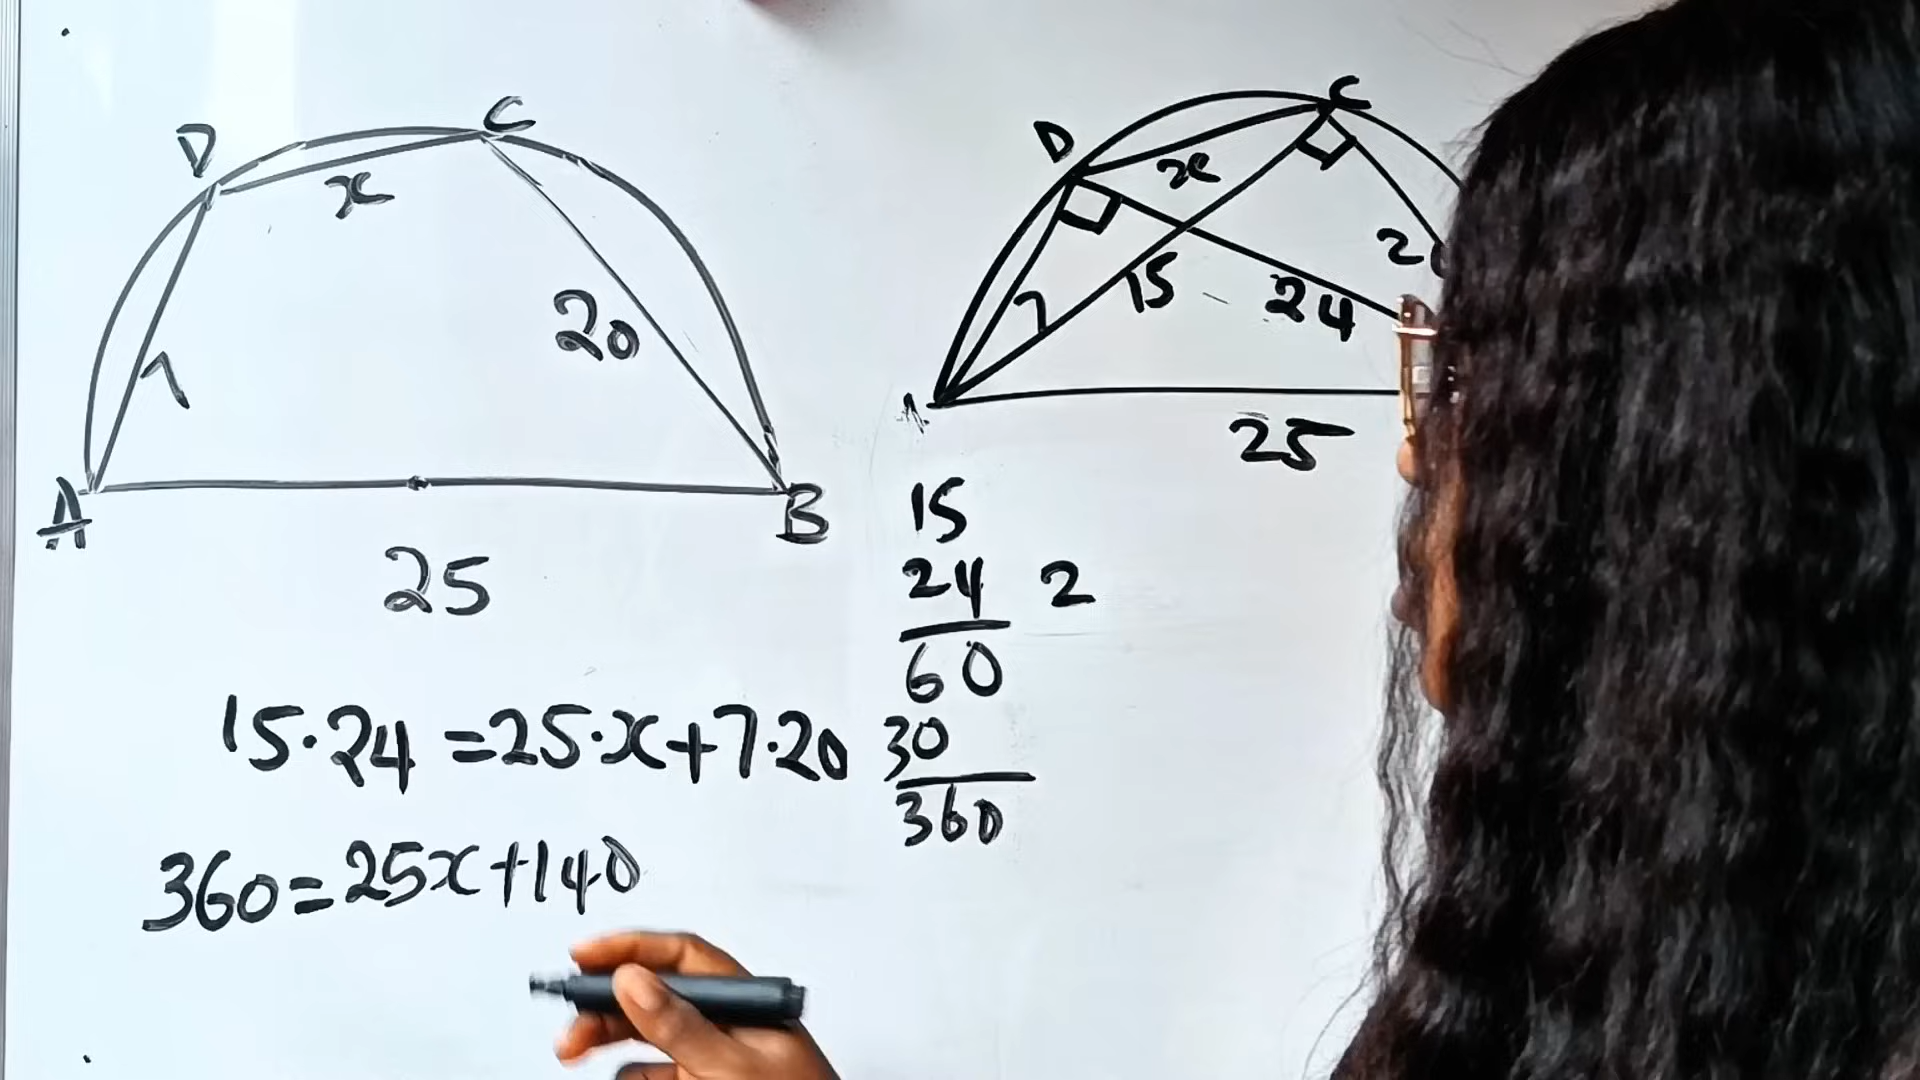 D
C
x
7
20
A
B
25
D
C
x
7
15
24
A
25
15
24 2
60
30
360
15·24 = 25·x + 7·20
360 = 25x + 140